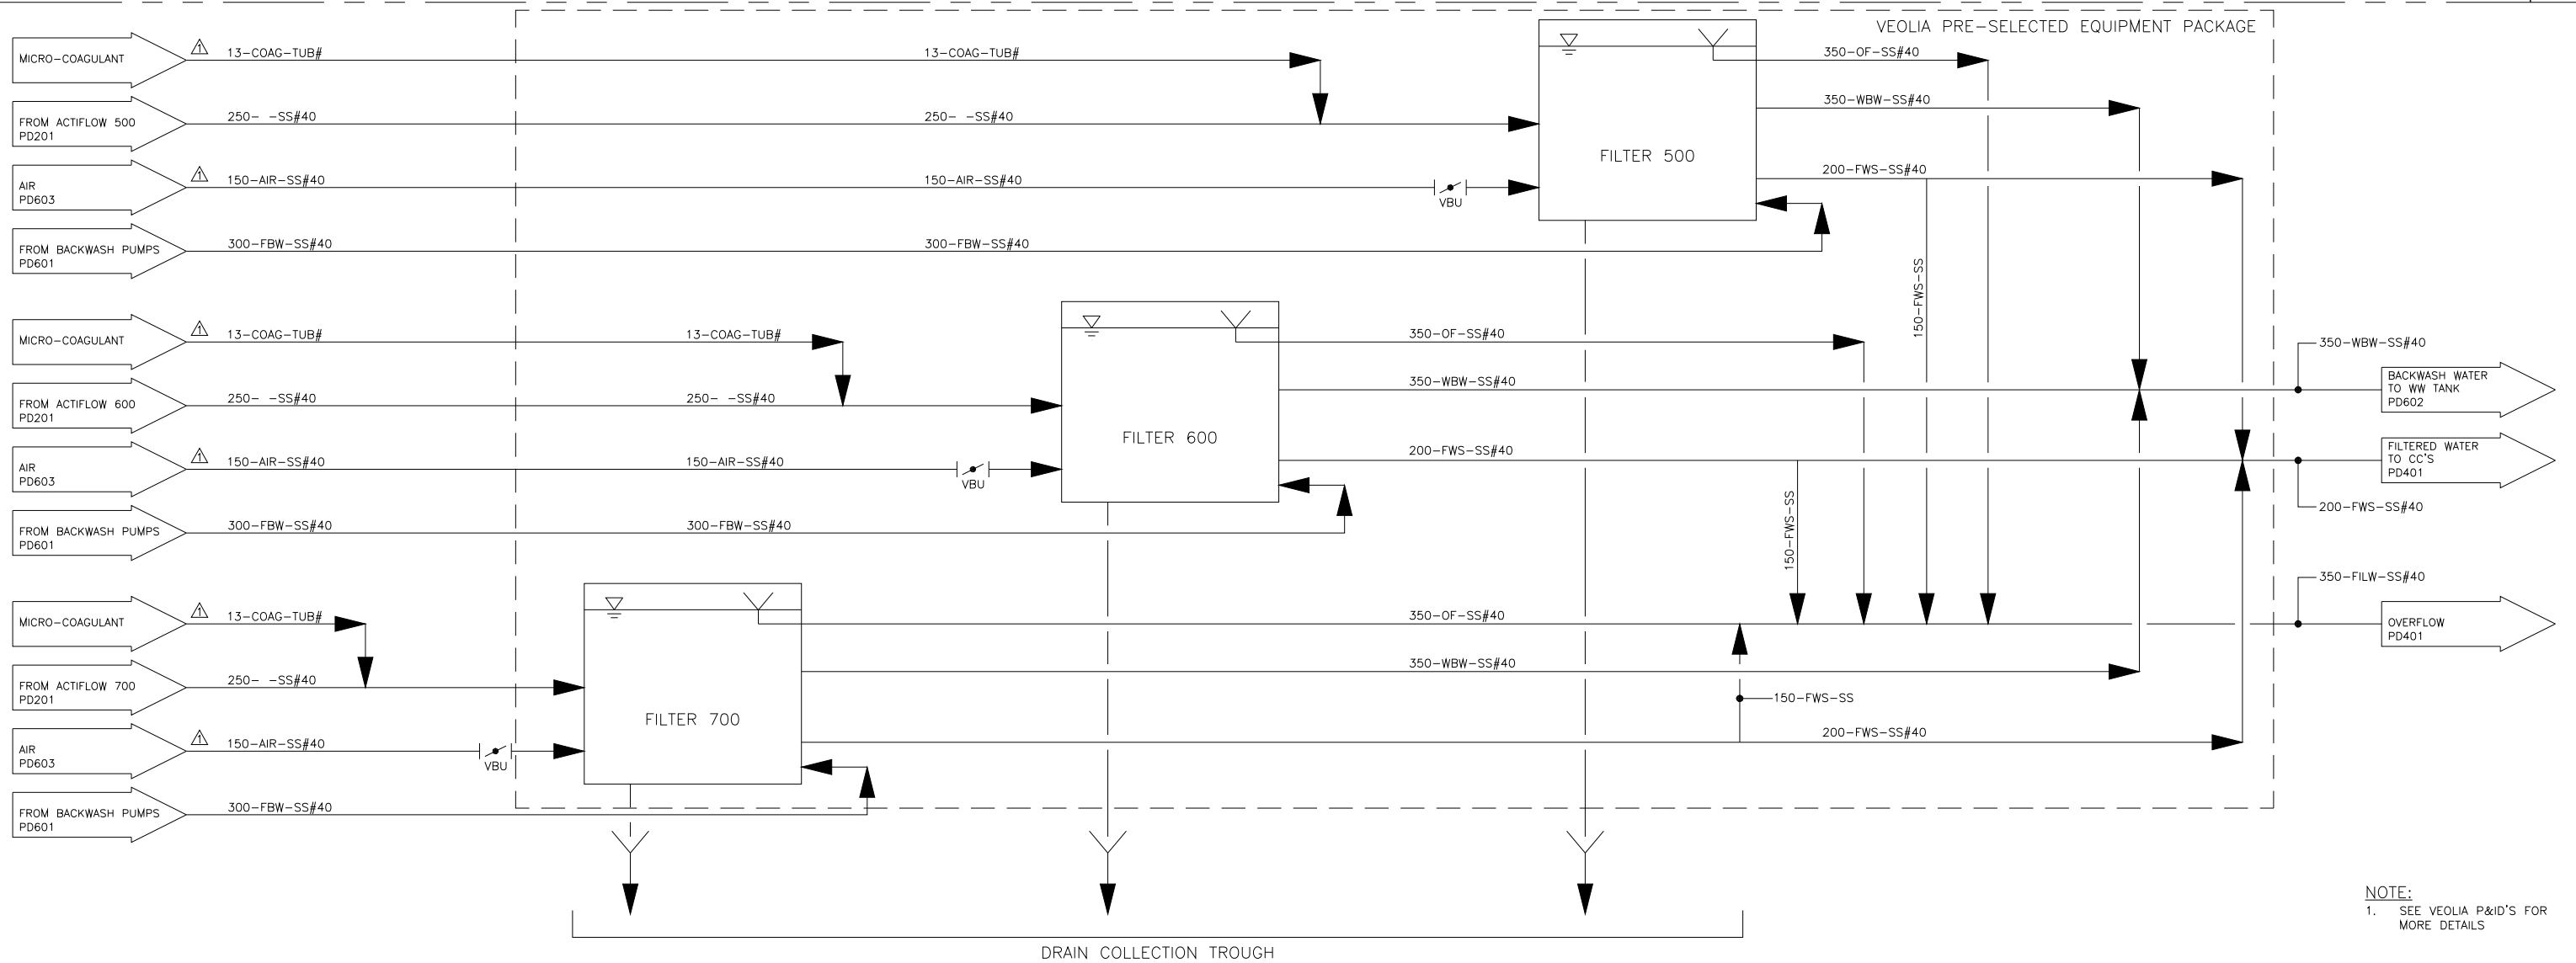 VEOLIA PRE-SELECTED EQUIPMENT PACKAGE
MICRO-COAGULANT
1
13-COAG-TUB#
13-COAG-TUB#
350-OF-SS#40
FROM ACTIFLOW 500
PD201
250- -SS#40
250- -SS#40
350-WBW-SS#40
FILTER 500
AIR
PD603
1
150-AIR-SS#40
150-AIR-SS#40
VBU
200-FWS-SS#40
FROM BACKWASH PUMPS
PD601
300-FBW-SS#40
300-FBW-SS#40
150-FWS-SS
MICRO-COAGULANT
1
13-COAG-TUB#
13-COAG-TUB#
350-OF-SS#40
350-WBW-SS#40
FROM ACTIFLOW 600
PD201
250- -SS#40
250- -SS#40
350-WBW-SS#40
BACKWASH WATER
TO WW TANK
PD602
FILTER 600
AIR
PD603
1
150-AIR-SS#40
150-AIR-SS#40
VBU
200-FWS-SS#40
FILTERED WATER
TO CC'S
PD401
200-FWS-SS#40
FROM BACKWASH PUMPS
PD601
300-FBW-SS#40
300-FBW-SS#40
150-FWS-SS
350-FILW-SS#40
MICRO-COAGULANT
1
13-COAG-TUB#
350-OF-SS#40
OVERFLOW
PD401
FROM ACTIFLOW 700
PD201
250- -SS#40
350-WBW-SS#40
150-FWS-SS
FILTER 700
AIR
PD603
1
150-AIR-SS#40
VBU
200-FWS-SS#40
FROM BACKWASH PUMPS
PD601
300-FBW-SS#40
DRAIN COLLECTION TROUGH
NOTE:
1. SEE VEOLIA P&ID'S FOR
MORE DETAILS